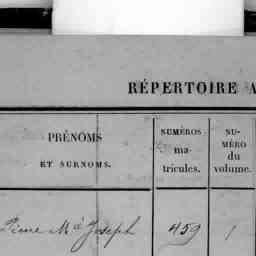 RÉPERTOIRE A
PRÉNOMS
ET SURNOMS.
NUMÉROS
ma-
tricules.
NU-
MÉRO
du
volume.
Pierre Mie Joseph 459 1